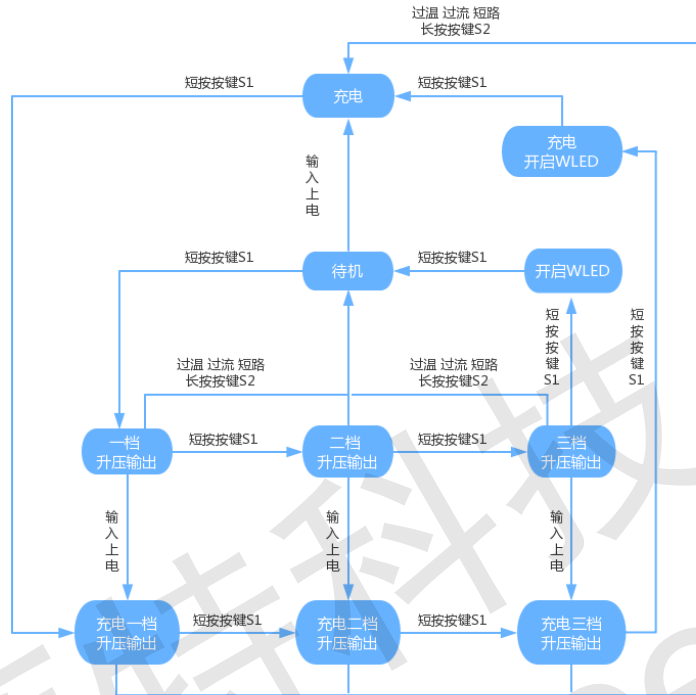 过温 过流 短路
长按按键S2
短按按键S1
充电
短按按键S1
充电
开启WLED
输入上电
短按按键S1
待机
短按按键S1
开启WLED
短按按键S1
短按按键S1
过温 过流 短路
长按按键S2
过温 过流 短路
长按按键S2
一档
升压输出
短按按键S1
二档
升压输出
短按按键S1
三档
升压输出
输入上电
输入上电
输入上电
充电一档
升压输出
短按按键S1
充电二档
升压输出
短按按键S1
充电三档
升压输出
特科技